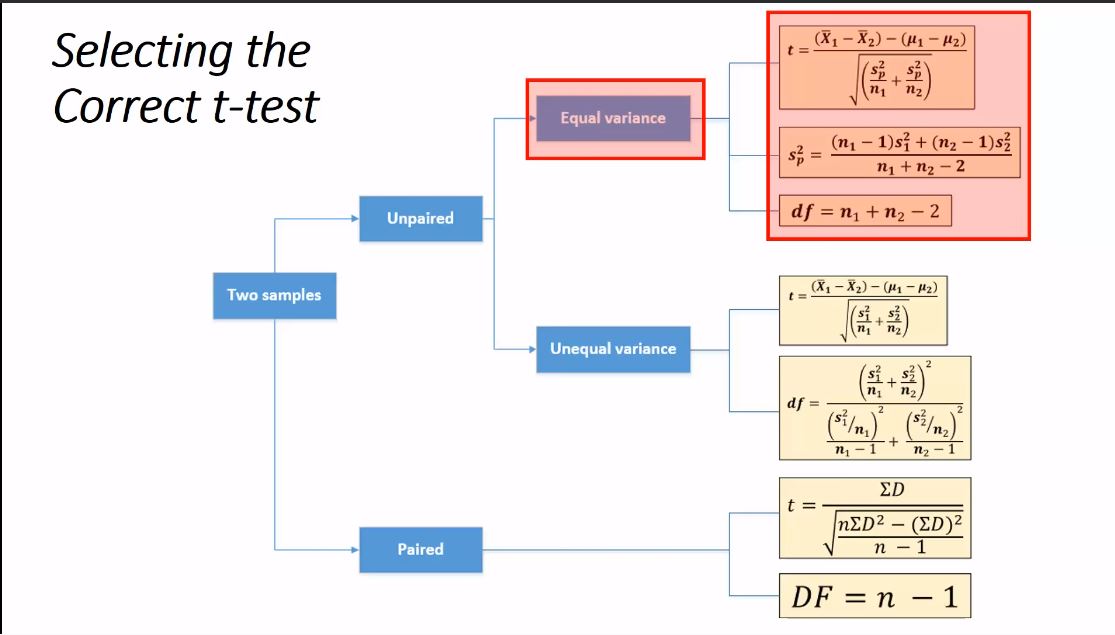 Selecting the
Correct t-test
Two samples
Unpaired
Paired
Equal variance
Unequal variance
t = \frac{(\bar{X}_1 - \bar{X}_2) - (\mu_1 - \mu_2)}{\sqrt{\left(\frac{s_p^2}{n_1} + \frac{s_p^2}{n_2}\right)}}
s_p^2 = \frac{(n_1 - 1)s_1^2 + (n_2 - 1)s_2^2}{n_1 + n_2 - 2}
df = n_1 + n_2 - 2
t = \frac{(\bar{X}_1 - \bar{X}_2) - (\mu_1 - \mu_2)}{\sqrt{\left(\frac{s_1^2}{n_1} + \frac{s_2^2}{n_2}\right)}}
df = \frac{\left(\frac{s_1^2}{n_1} + \frac{s_2^2}{n_2}\right)^2}{\frac{\left(s_1^2/n_1\right)^2}{n_1 - 1} + \frac{\left(s_2^2/n_2\right)^2}{n_2 - 1}}
t = \frac{\Sigma D}{\sqrt{\frac{n\Sigma D^2 - (\Sigma D)^2}{n - 1}}}
DF = n - 1